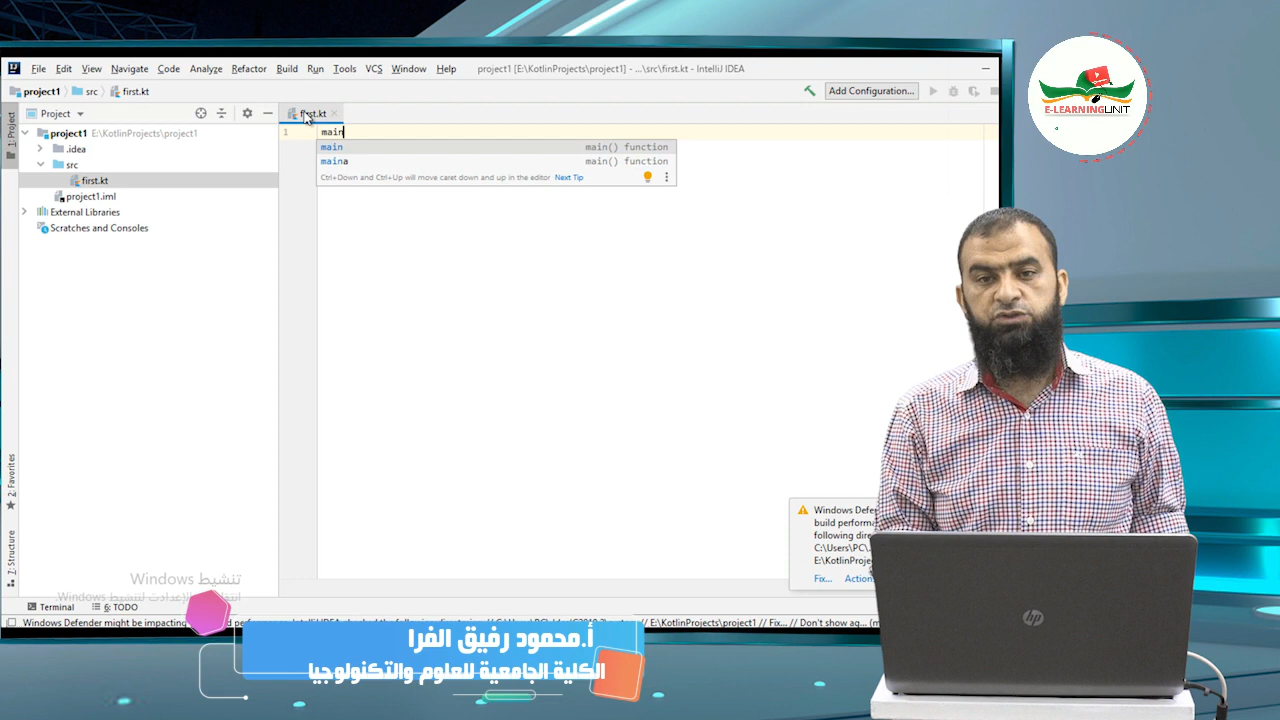 File Edit View Navigate Code Analyze Refactor Build Run Tools VCS Window Help project1 [E:\KotlinProjects\project1] - ...\src\first.kt - IntelliJ IDEA
project1 src first.kt Add Configuration...
1: Project
Project
first.kt
project1 E:\KotlinProjects\project1
.idea
src
first.kt
project1.iml
External Libraries
Scratches and Consoles
1 main
main main() function
maina main() function
Ctrl+Down and Ctrl+Up will move caret down and up in the editor Next Tip
E-LEARNING UNIT
2: Favorites
7: Structure
build performa
following dire
C:\Users\PC\
Fix... Action
تنشيط Windows
Terminal 6: TODO
Windows Defender might be impacting
E:\KotlinProjects\project1 // Fix... // Don't show ag...
أ.محمود رفيق الفرا
الكلية الجامعية للعلوم والتكنولوجيا
hp